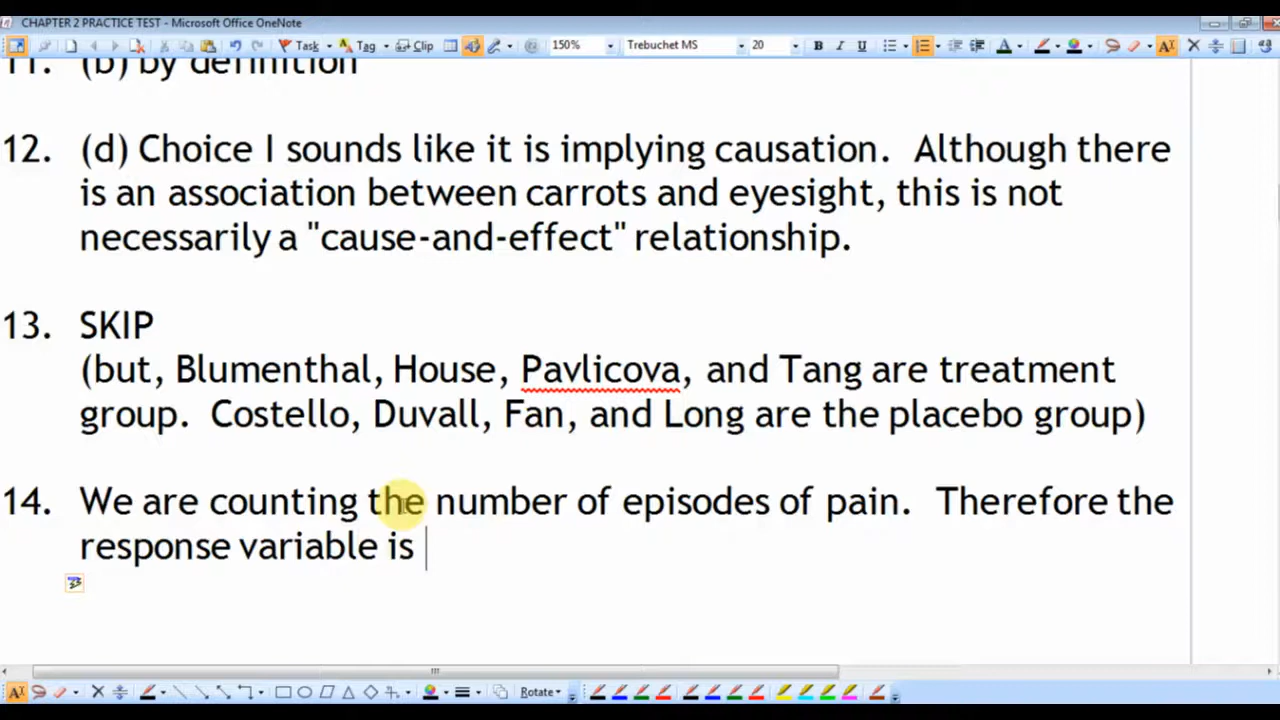 CHAPTER 2 PRACTICE TEST - Microsoft Office OneNote
Task Tag Clip 150% Trebuchet MS 20 B I U A
11. (b) by definition
12. (d) Choice I sounds like it is implying causation. Although there
is an association between carrots and eyesight, this is not
necessarily a "cause-and-effect" relationship.
13. SKIP
(but, Blumenthal, House, Pavlicova, and Tang are treatment
group. Costello, Duvall, Fan, and Long are the placebo group)
14. We are counting the number of episodes of pain. Therefore the
response variable is
Rotate